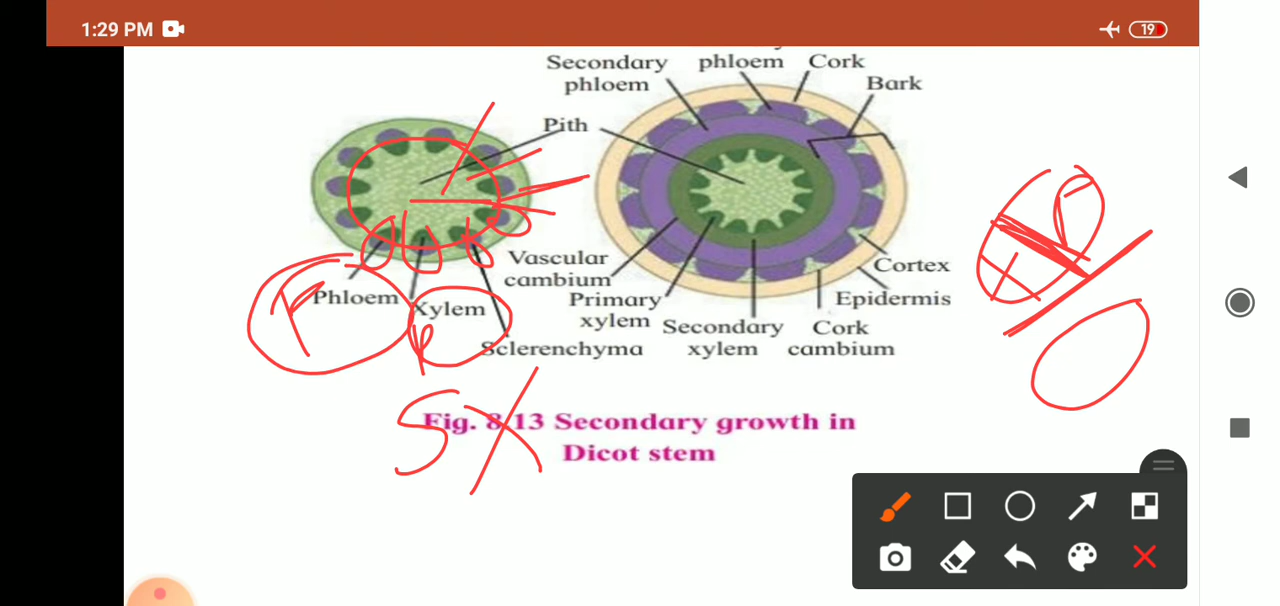 1:29 PM
19
Secondary phloem Cork
phloem
Bark
Pith
Vascular
cambium
Cortex
Phloem
Xylem
Primary
xylem
Epidermis
Sclerenchyma
Secondary
xylem
Cork
cambium
P
P
SX
Fig. 8.13 Secondary growth in
Dicot stem